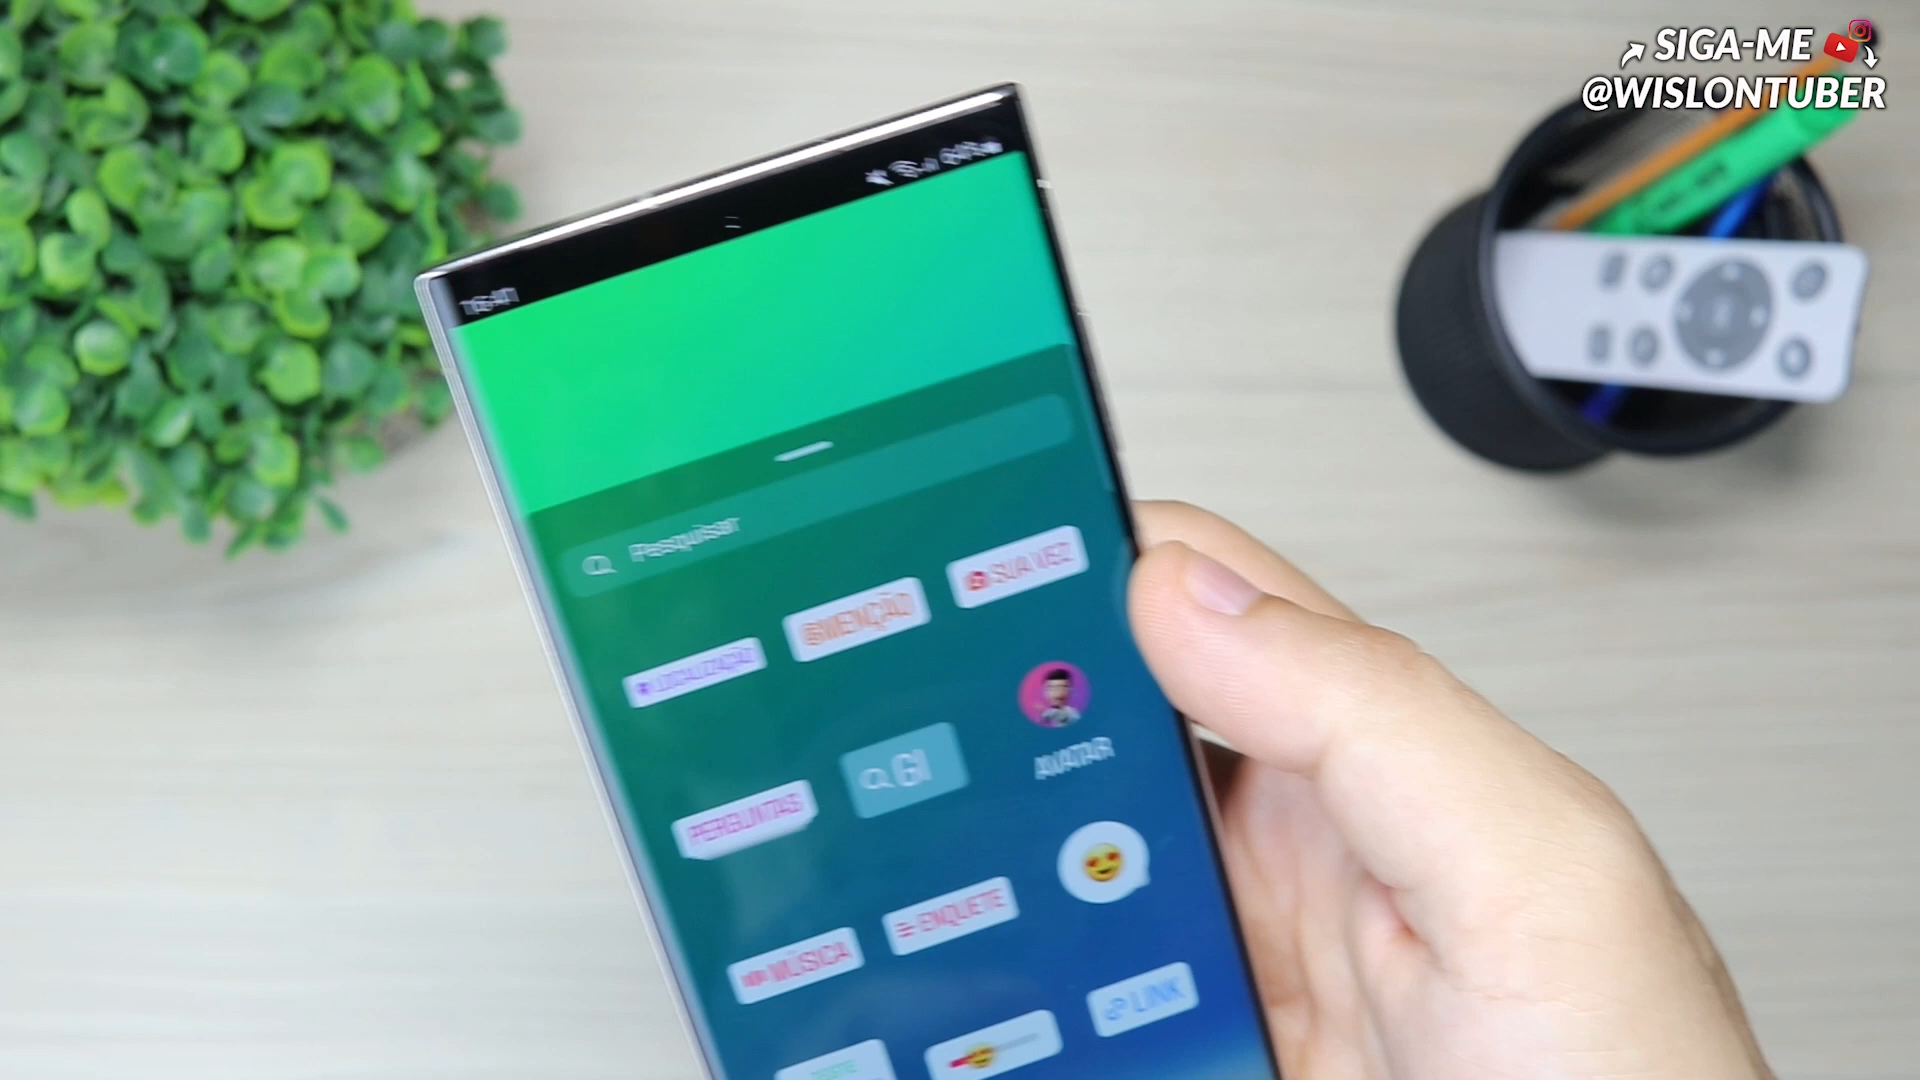 SIGA-ME
@WISLONTUBER
Pesquisar
LOCALIZAÇÃO
@MENÇÃO
SUA VEZ
PERGUNTAS
GI
AVATAR
MÚSICA
ENQUETE
LINK